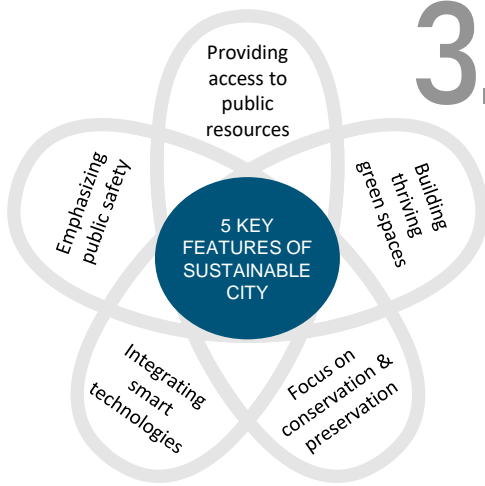 3
Providing
access to
public
resources
Emphasizing
public safety
Building
thriving
green spaces
5 KEY
FEATURES OF
SUSTAINABLE
CITY
Integrating
smart
technologies
Focus on
conservation &
preservation